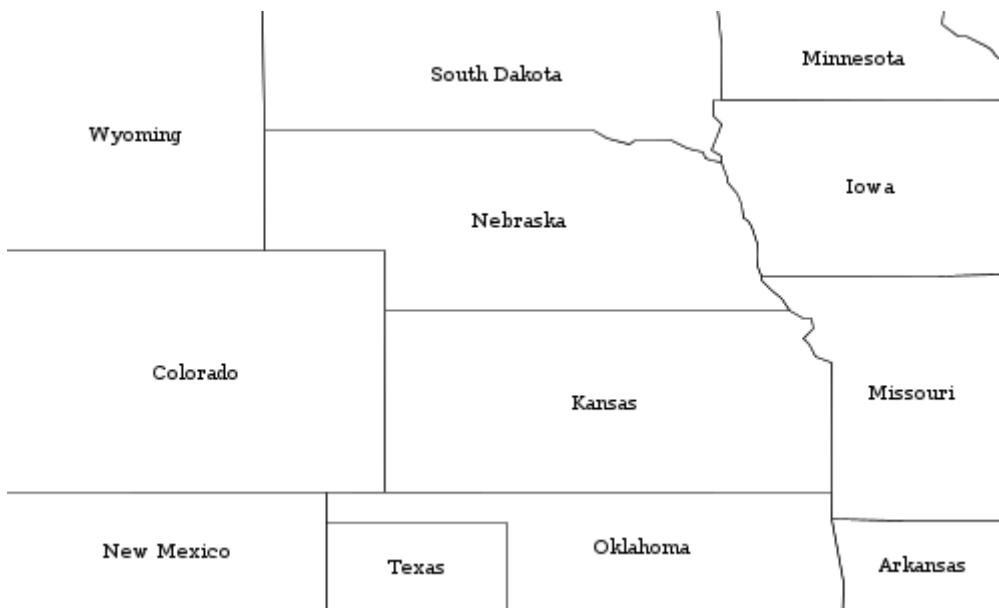 Minnesota
South Dakota
Wyoming
Iowa
Nebraska
Colorado
Missouri
Kansas
New Mexico
Oklahoma
Texas
Arkansas